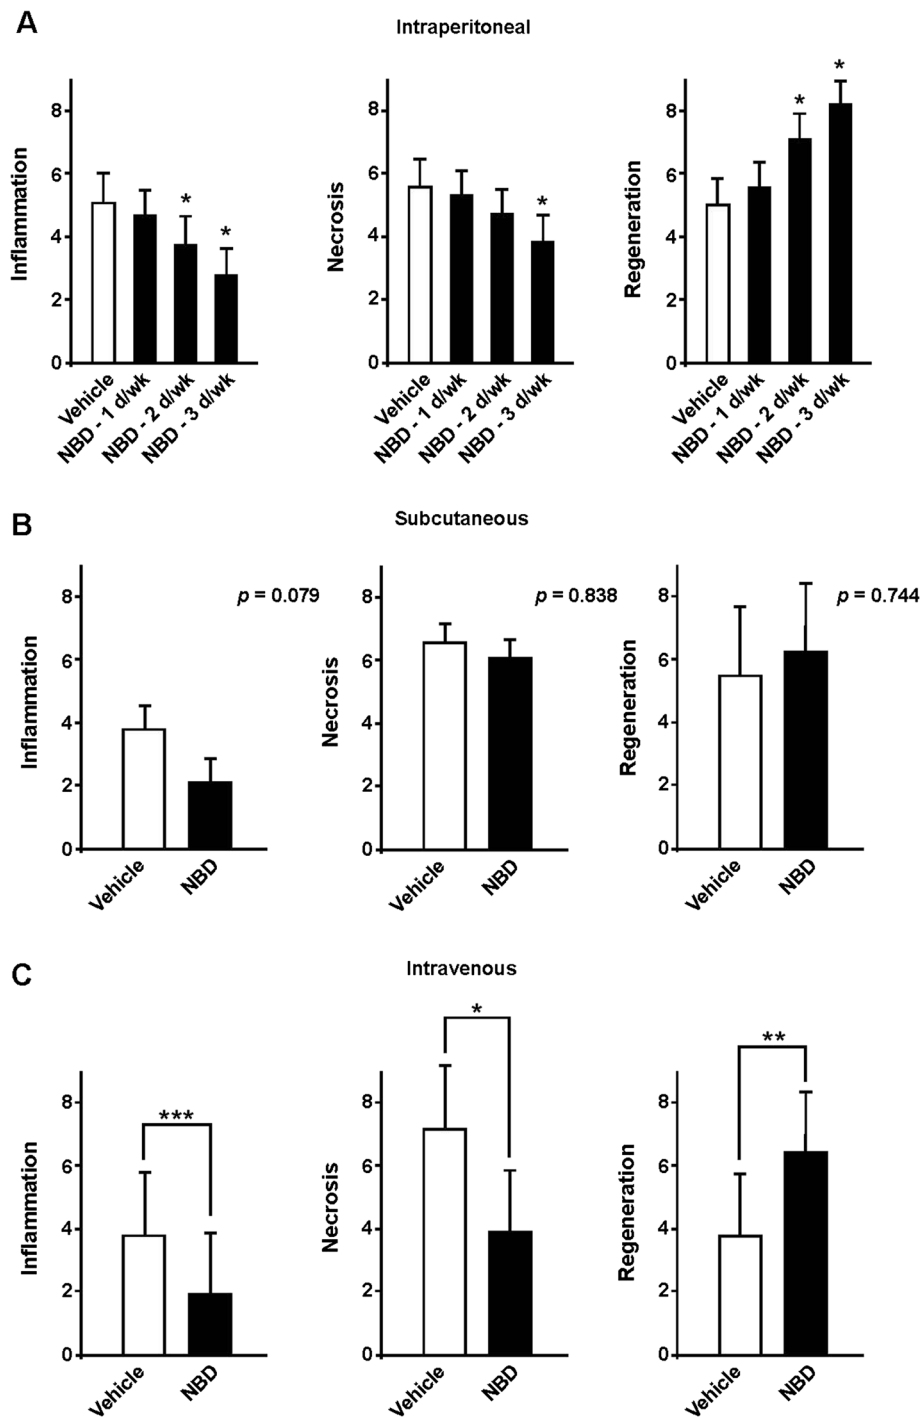 A
Intraperitoneal
Inflammation
8
6
4
2
0
Vehicle
NBD - 1 d/wk
NBD - 2 d/wk
NBD - 3 d/wk
*
*
Necrosis
8
6
4
2
0
Vehicle
NBD - 1 d/wk
NBD - 2 d/wk
NBD - 3 d/wk
*
Regeneration
8
6
4
2
0
Vehicle
NBD - 1 d/wk
NBD - 2 d/wk
NBD - 3 d/wk
*
*
B
Subcutaneous
Inflammation
8
6
4
2
0
Vehicle
NBD
p = 0.079
Necrosis
8
6
4
2
0
Vehicle
NBD
p = 0.838
Regeneration
8
6
4
2
0
Vehicle
NBD
p = 0.744
C
Intravenous
Inflammation
8
6
4
2
0
Vehicle
NBD
***
Necrosis
8
6
4
2
0
Vehicle
NBD
*
Regeneration
8
6
4
2
0
Vehicle
NBD
**